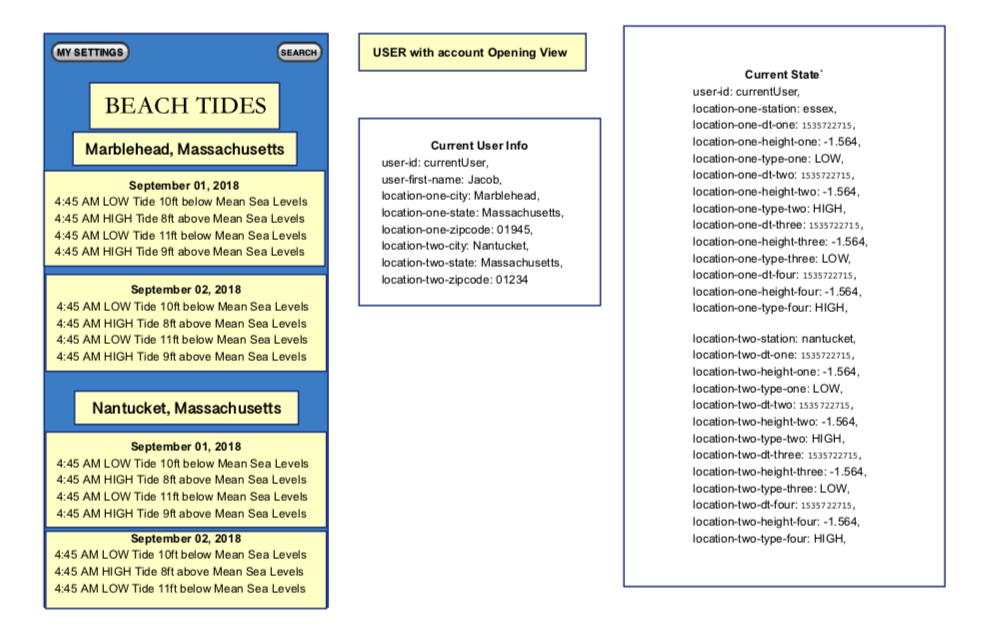 MY SETTINGS
SEARCH
BEACH TIDES
Marblehead, Massachusetts
September 01, 2018
4:45 AM LOW Tide 10ft below Mean Sea Levels
4:45 AM HIGH Tide 8ft above Mean Sea Levels
4:45 AM LOW Tide 11ft below Mean Sea Levels
4:45 AM HIGH Tide 9ft above Mean Sea Levels
September 02, 2018
4:45 AM LOW Tide 10ft below Mean Sea Levels
4:45 AM HIGH Tide 8ft above Mean Sea Levels
4:45 AM LOW Tide 11ft below Mean Sea Levels
4:45 AM HIGH Tide 9ft above Mean Sea Levels
Nantucket, Massachusetts
September 01, 2018
4:45 AM LOW Tide 10ft below Mean Sea Levels
4:45 AM HIGH Tide 8ft above Mean Sea Levels
4:45 AM LOW Tide 11ft below Mean Sea Levels
4:45 AM HIGH Tide 9ft above Mean Sea Levels
September 02, 2018
4:45 AM LOW Tide 10ft below Mean Sea Levels
4:45 AM HIGH Tide 8ft above Mean Sea Levels
4:45 AM LOW Tide 11ft below Mean Sea Levels
USER with account Opening View
Current User Info
user-id: currentUser,
user-first-name: Jacob,
location-one-city: Marblehead,
location-one-state: Massachusetts,
location-one-zipcode: 01945,
location-two-city: Nantucket,
location-two-state: Massachusetts,
location-two-zipcode: 01234
Current State`
user-id: currentUser,
location-one-station: essex,
location-one-dt-one: 1535722715,
location-one-height-one: -1.564,
location-one-type-one: LOW,
location-one-dt-two: 1535722715,
location-one-height-two: -1.564,
location-one-type-two: HIGH,
location-one-dt-three: 1535722715,
location-one-height-three: -1.564,
location-one-type-three: LOW,
location-one-dt-four: 1535722715,
location-one-height-four: -1.564,
location-one-type-four: HIGH,
location-two-station: nantucket,
location-two-dt-one: 1535722715,
location-two-height-one: -1.564,
location-two-type-one: LOW,
location-two-dt-two: 1535722715,
location-two-height-two: -1.564,
location-two-type-two: HIGH,
location-two-dt-three: 1535722715,
location-two-height-three: -1.564,
location-two-type-three: LOW,
location-two-dt-four: 1535722715,
location-two-height-four: -1.564,
location-two-type-four: HIGH,